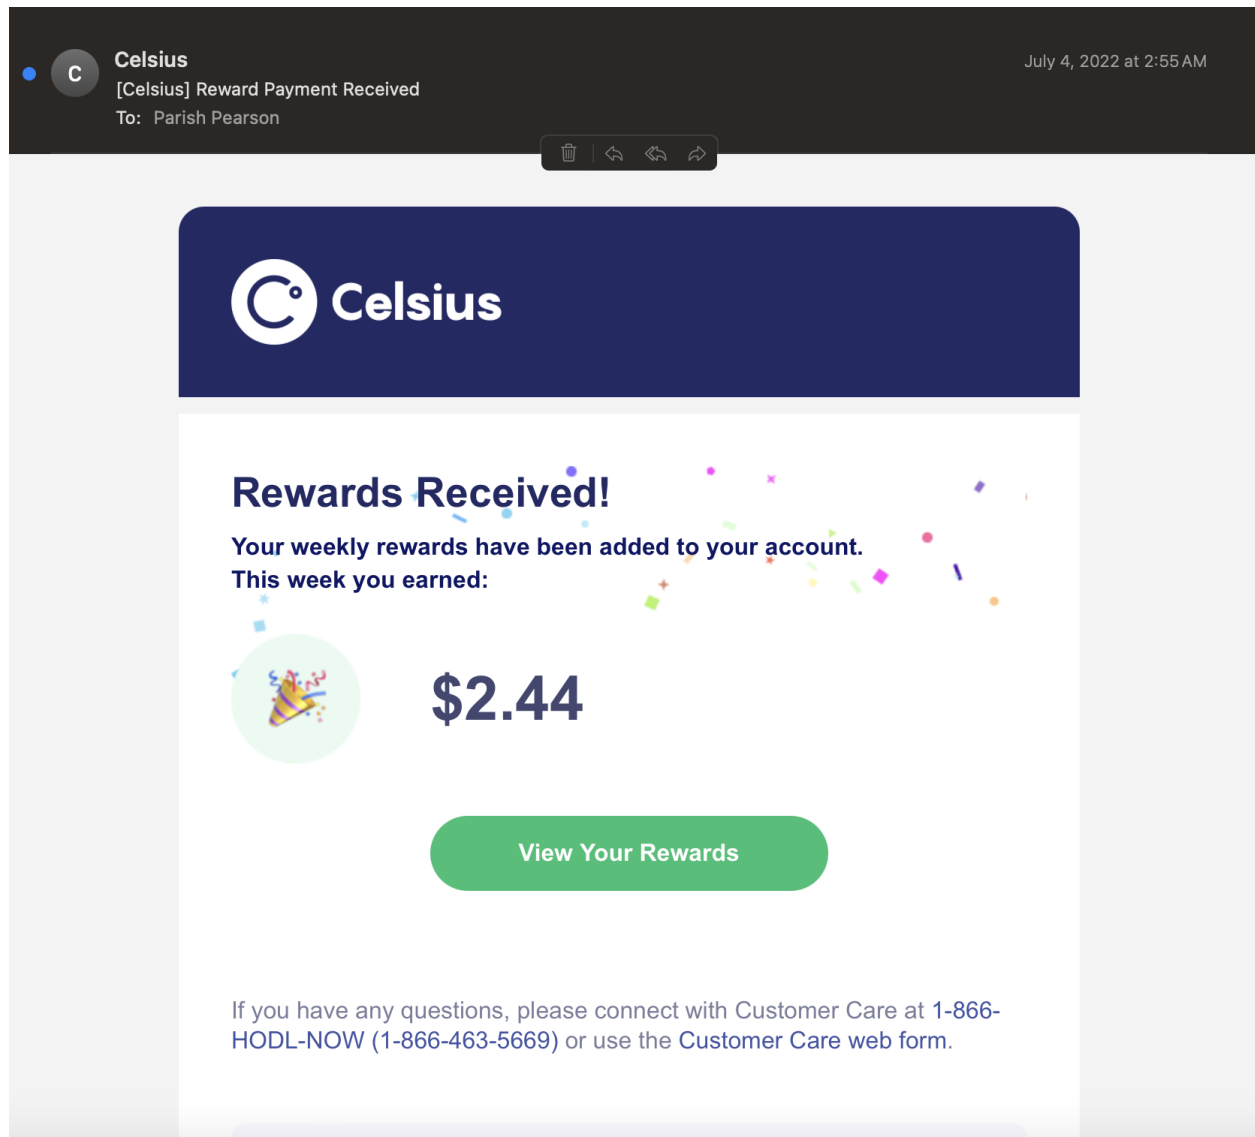 C
Celsius
July 4, 2022 at 2:55 AM
[Celsius] Reward Payment Received
To: Parish Pearson
Celsius
Rewards Received!
Your weekly rewards have been added to your account.
This week you earned:
$2.44
View Your Rewards
If you have any questions, please connect with Customer Care at 1-866-
HODL-NOW (1-866-463-5669) or use the Customer Care web form.